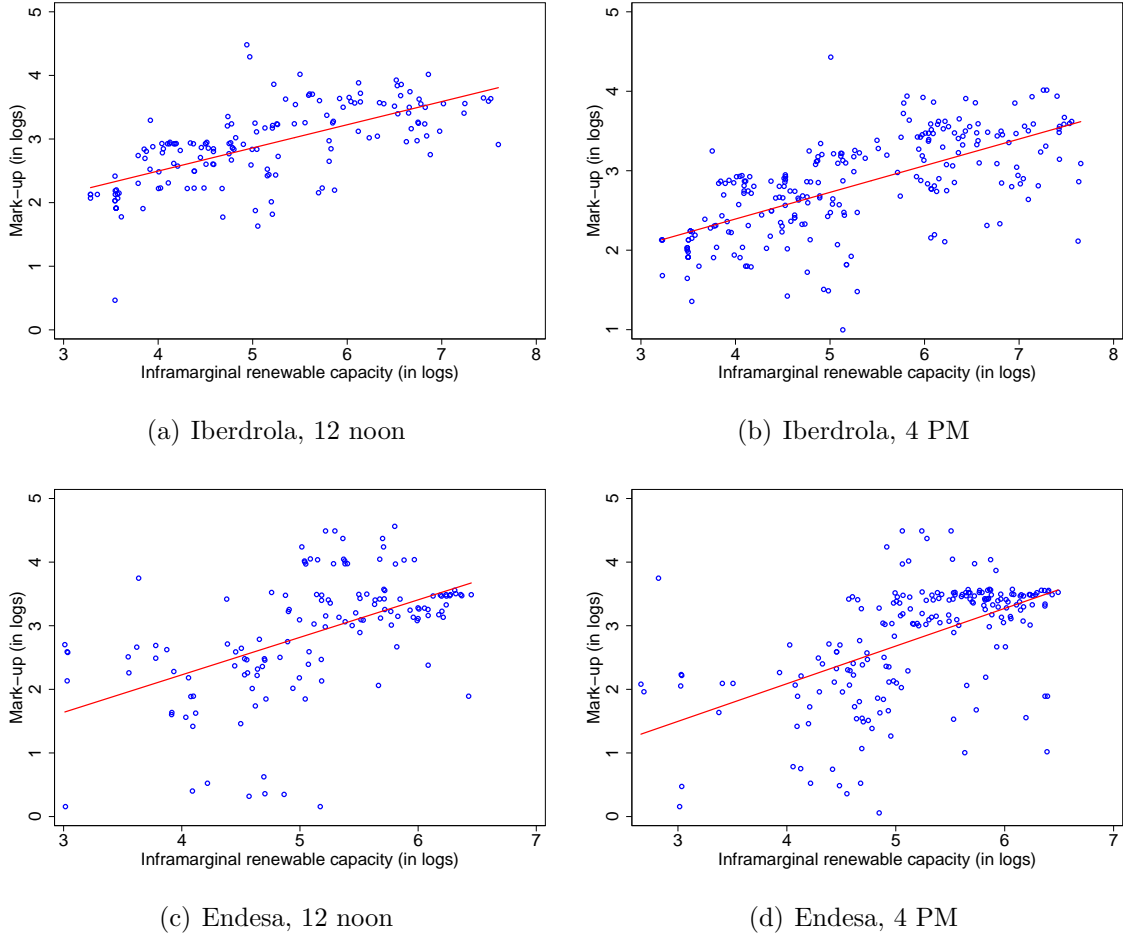 5
4
3
2
1
0
Mark−up (in logs)
3 4 5 6 7 8
Inframarginal renewable capacity (in logs)
(a) Iberdrola, 12 noon
5
4
3
2
1
Mark−up (in logs)
3 4 5 6 7 8
Inframarginal renewable capacity (in logs)
(b) Iberdrola, 4 PM
5
4
3
2
1
0
Mark−up (in logs)
3 4 5 6 7
Inframarginal renewable capacity (in logs)
(c) Endesa, 12 noon
5
4
3
2
1
0
Mark−up (in logs)
3 4 5 6 7
Inframarginal renewable capacity (in logs)
(d) Endesa, 4 PM